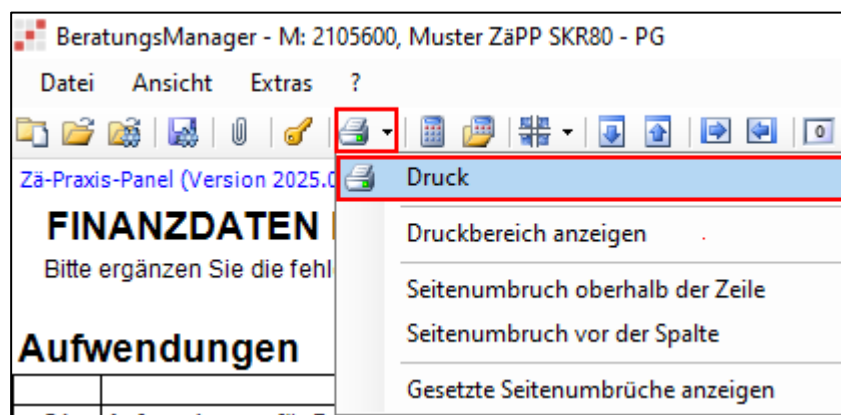 BeratungsManager - M: 2105600, Muster ZäPP SKR80 - PG
Datei Ansicht Extras ?
0
Zä-Praxis-Panel (Version 2025.0
Druck
FINANZDATEN
Druckbereich anzeigen
Bitte ergänzen Sie die fehl
Seitenumbruch oberhalb der Zeile
Seitenumbruch vor der Spalte
Aufwendungen
Gesetzte Seitenumbrüche anzeigen